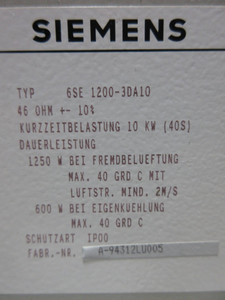 SIEMENS
TYP 6SE 1200-3DA10
46 OHM +- 10%
KURZZEITBELASTUNG 10 KW (40S)
DAUERLEISTUNG
1250 W BEI FREMDBELUEFTUNG
MAX. 40 GRD C MIT
LUFTSTR. MIND. 2M/S
600 W BEI EIGENKUEHLUNG
MAX. 40 GRD C
SCHUTZART IP00
FABR.-NR. A-94312LU005